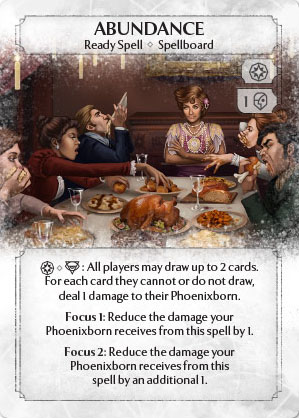 ABUNDANCE
Ready Spell ⬦ Spellboard
1
: All players may draw up to 2 cards.
For each card they cannot or do not draw,
deal 1 damage to their Phoenixborn.
Focus 1: Reduce the damage your
Phoenixborn receives from this spell by 1.
Focus 2: Reduce the damage your
Phoenixborn receives from this
spell by an additional 1.